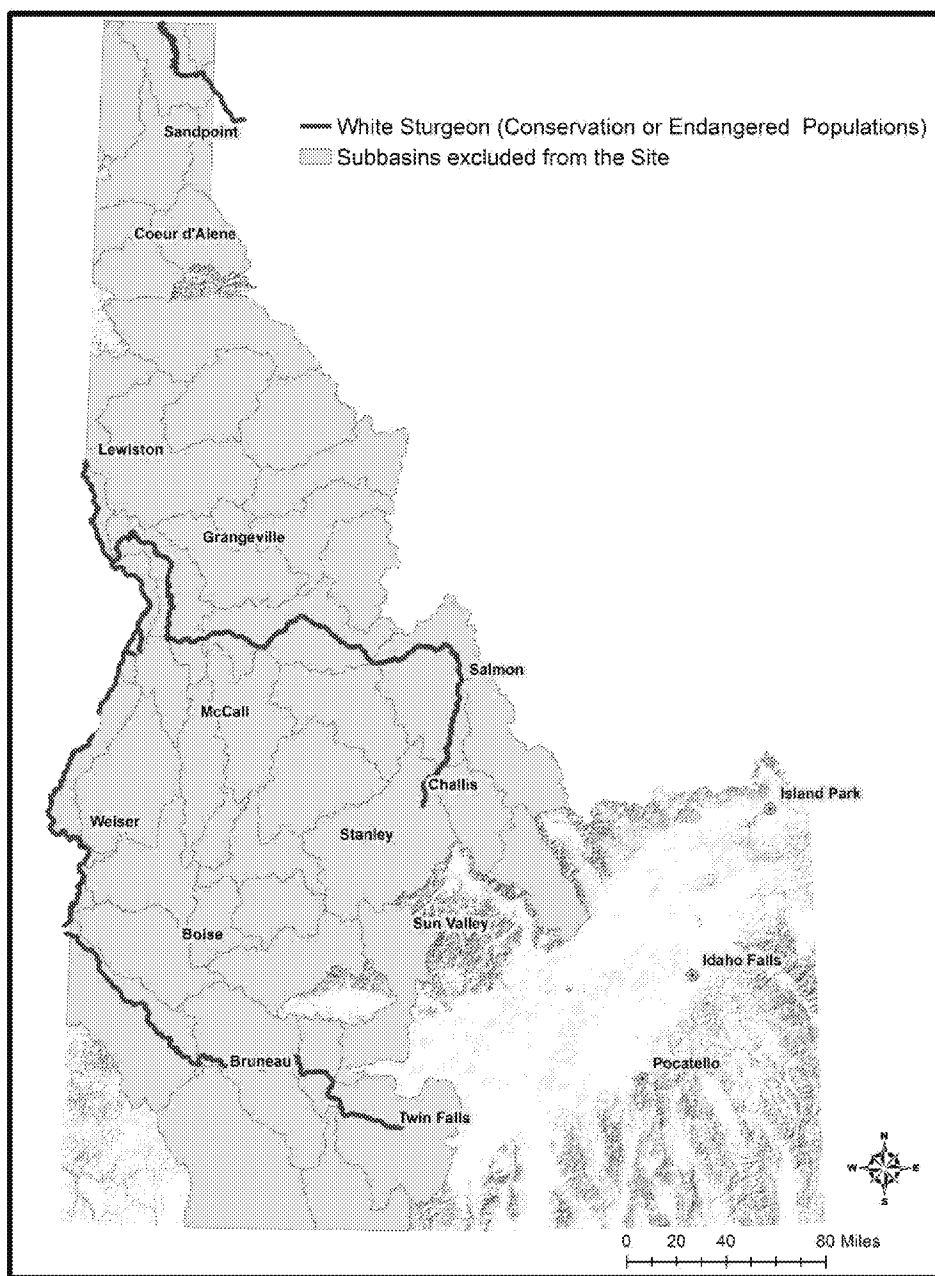 Sandpoint
White Sturgeon (Conservation or Endangered Populations)
Subbasins excluded from the Site
Coeur d'Alene
Lewiston
Grangeville
Salmon
McCall
Challis
Island Park
Weiser
Stanley
Sun Valley
Boise
Idaho Falls
Bruneau
Pocatello
Twin Falls
N
W E
S
0 20 40 80 Miles